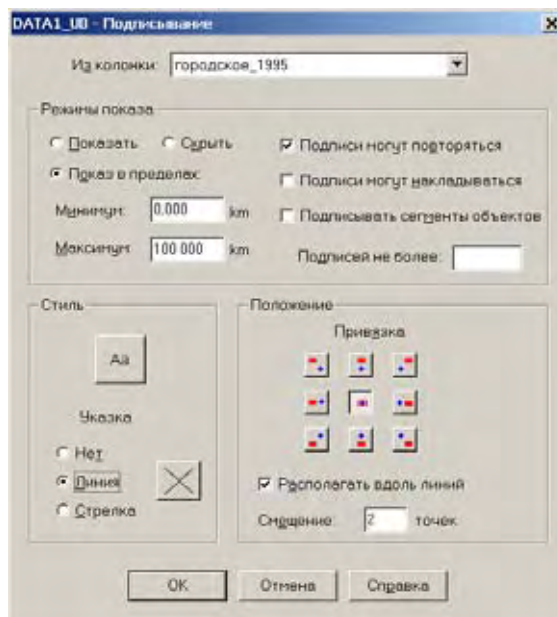 DATA1_U0 - Подписывание
Из колонки: городское_1995
Режимы показа
Показать Скрыть
Показ в пределах:
Минимум: 0.000 km
Максимум: 100 000 km
Подписи могут повторяться
Подписи могут накладываться
Подписывать сегменты объектов
Подписей не более:
Стиль
Aa
Указка
Нет
Линия
Стрелка
Положение
Привязка
Располагать вдоль линий
Смещение: 2 точек
OK Отмена Справка